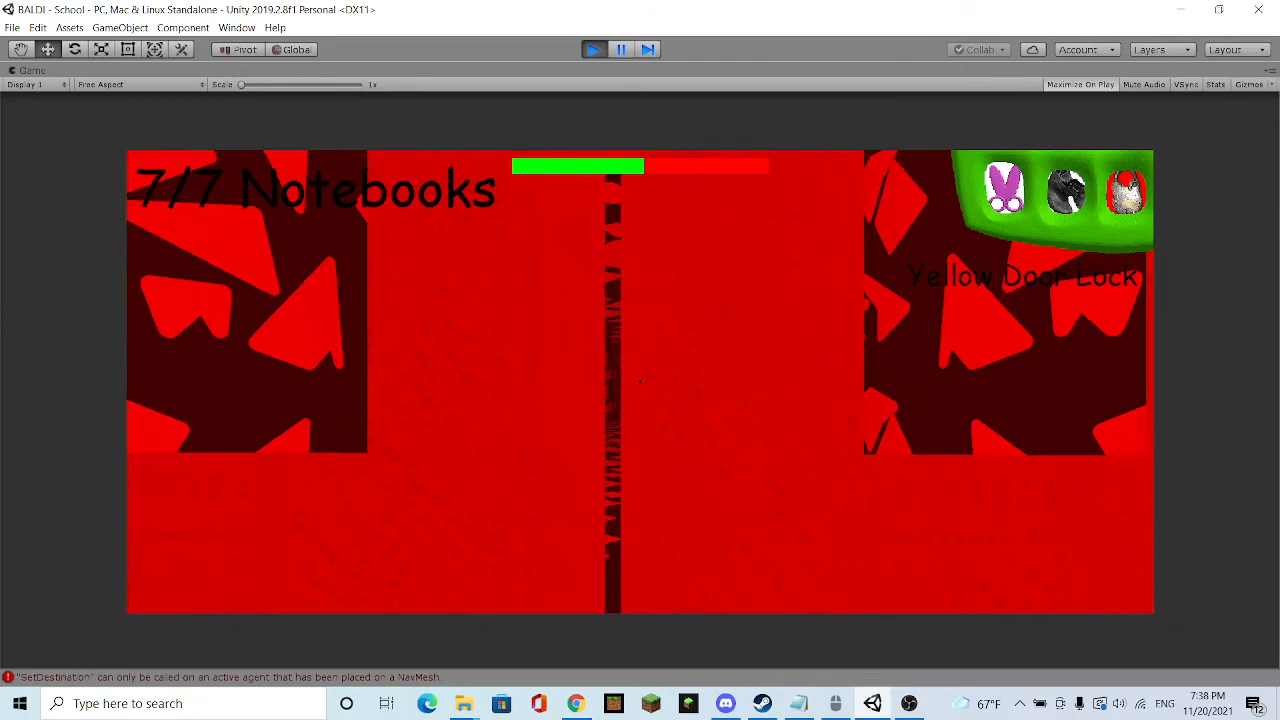 BALDI - School - PC, Mac & Linux Standalone - Unity 2019.2.8f1 Personal <DX11>
File Edit Assets GameObject Component Window Help
Pivot Global Collab Account Layers Layout
Game
Display 1 Free Aspect Scale 1x Maximize On Play Mute Audio VSync Stats Gizmos
7/7 Notebooks
Yellow Door Lock
"SetDestination" can only be called on an active agent that has been placed on a NavMesh.
Type here to search
67°F
7:38 PM
11/20/2021
12